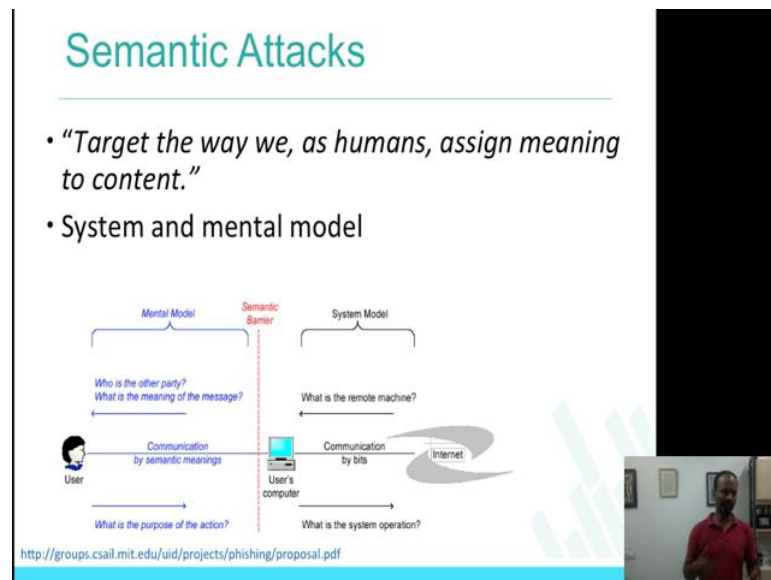 Semantic Attacks
• “Target the way we, as humans, assign meaning
to content.”
• System and mental model
Mental Model
Semantic
Barrier
System Model
Who is the other party?
What is the meaning of the message?
What is the remote machine?
Communication
by semantic meanings
Communication
by bits
Internet
User
User's
computer
What is the purpose of the action?
What is the system operation?
http://groups.csail.mit.edu/uid/projects/phishing/proposal.pdf